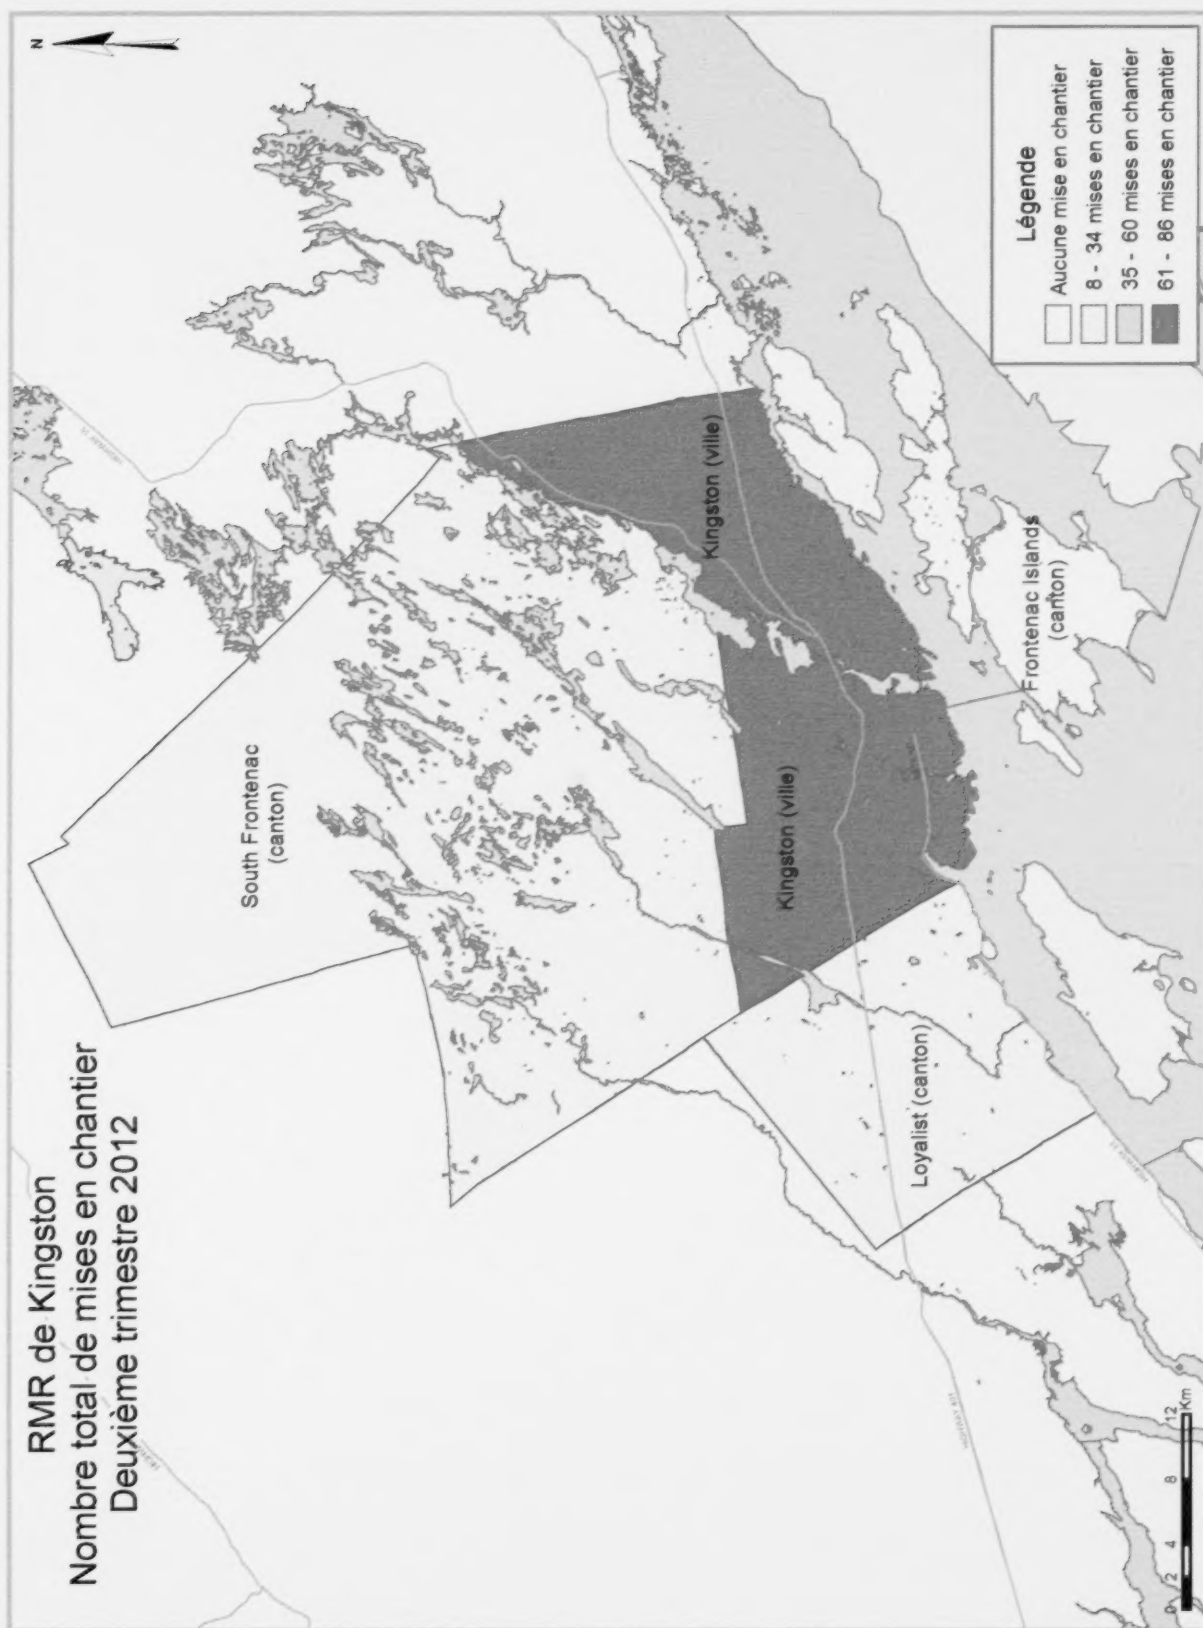 RMR de Kingston
Nombre total de mises en chantier
Deuxième trimestre 2012
N
South Frontenac
(canton)
Kingston (ville)
Kingston (ville)
Loyalist (canton)
Frontenac Islands
(canton)
Légende
Aucune mise en chantier
8 - 34 mises en chantier
35 - 60 mises en chantier
61 - 86 mises en chantier
0 2 4 8 12
Km